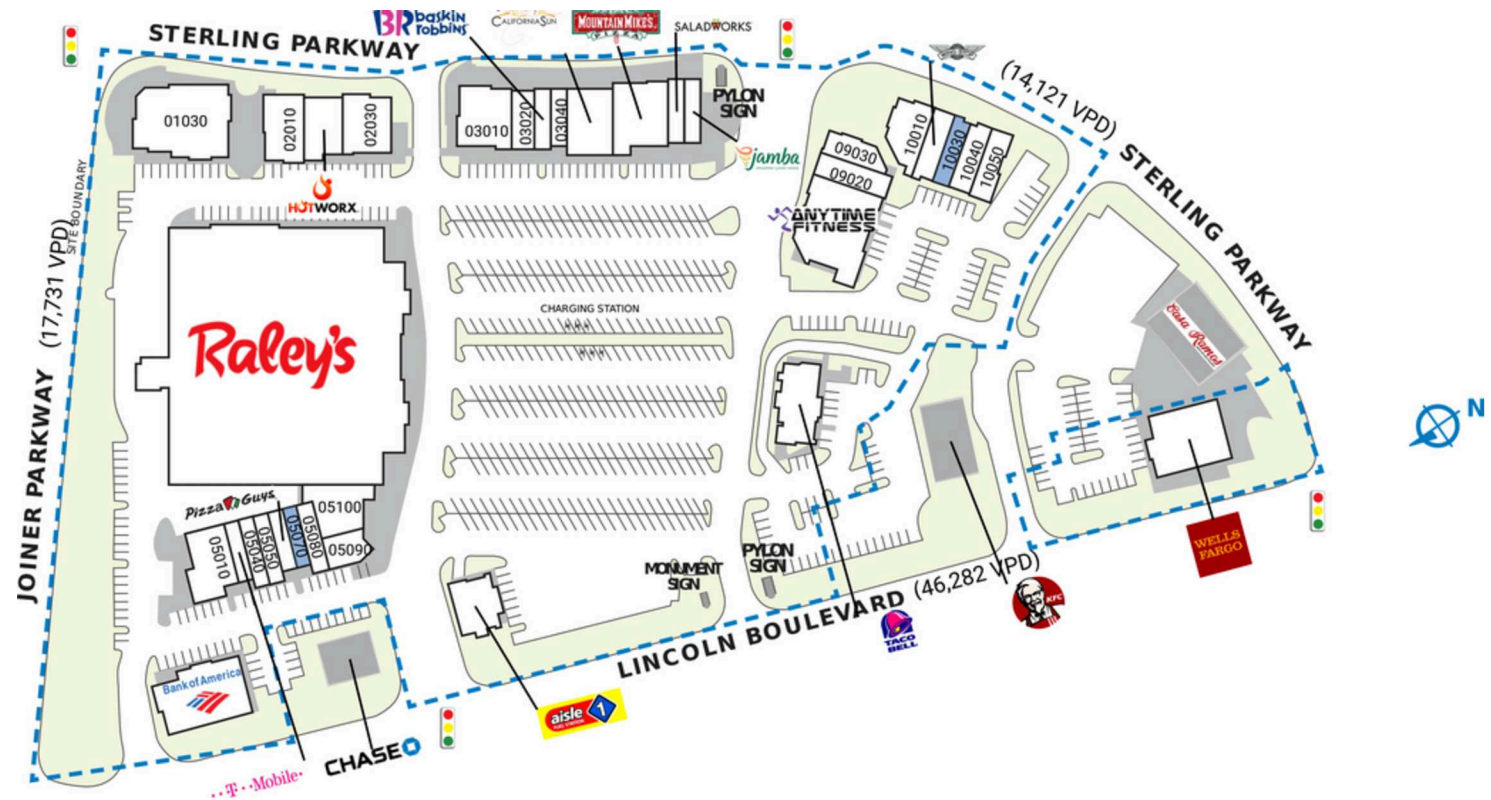 BR baskin robbins
CALIFORNIA SUN
MOUNTAIN MIKE'S
PIZZA
SALADWORKS
STERLING PARKWAY
PYLON
SIGN
(14,121 VPD)
01030
02010
02030
03010
03020
03040
10010
10030
10040
10050
09030
09020
jamba
STERLING PARKWAY
SITE BOUNDARY
HOTWORX
ANYTIME
FITNESS
JOINER PARKWAY (17,731 VPD)
CHARGING STATION
Raley's
Casa Ramos
N
Pizza Guys
05010
05040
05050
05070
05080
05100
05090
WELLS
FARGO
PYLON
SIGN
MONUMENT
SIGN
LINCOLN BOULEVARD (46,282 VPD)
KFC
TACO
BELL
Bank of America
aisle 1
CHASE
T-Mobile